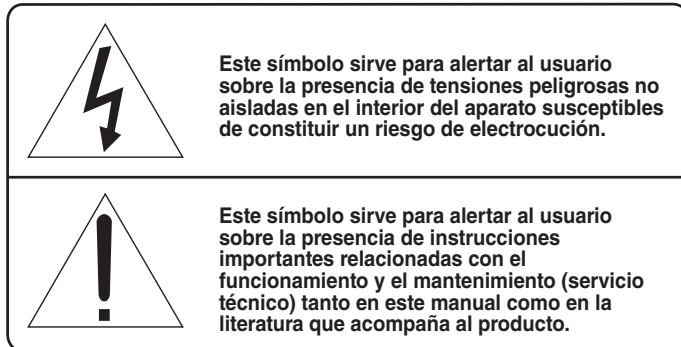 Este símbolo sirve para alertar al usuario
sobre la presencia de tensiones peligrosas no
aisladas en el interior del aparato susceptibles
de constituir un riesgo de electrocución.
Este símbolo sirve para alertar al usuario
sobre la presencia de instrucciones
importantes relacionadas con el
funcionamiento y el mantenimiento (servicio
técnico) tanto en este manual como en la
literatura que acompaña al producto.